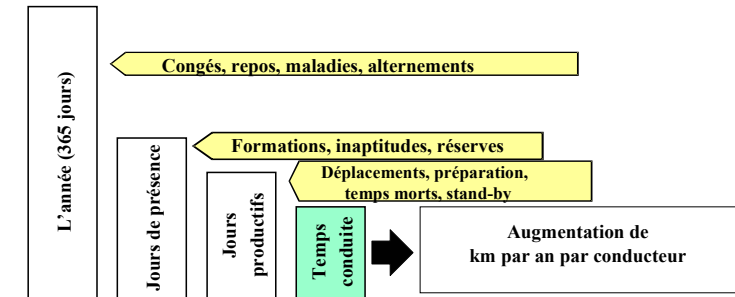 L'année (365 jours)
Congés, repos, maladies, alternements
Jours de présence
Formations, inaptitudes, réserves
Jours
productifs
Déplacements, préparation,
temps morts, stand-by
Temps
conduite
Augmentation de
km par an par conducteur